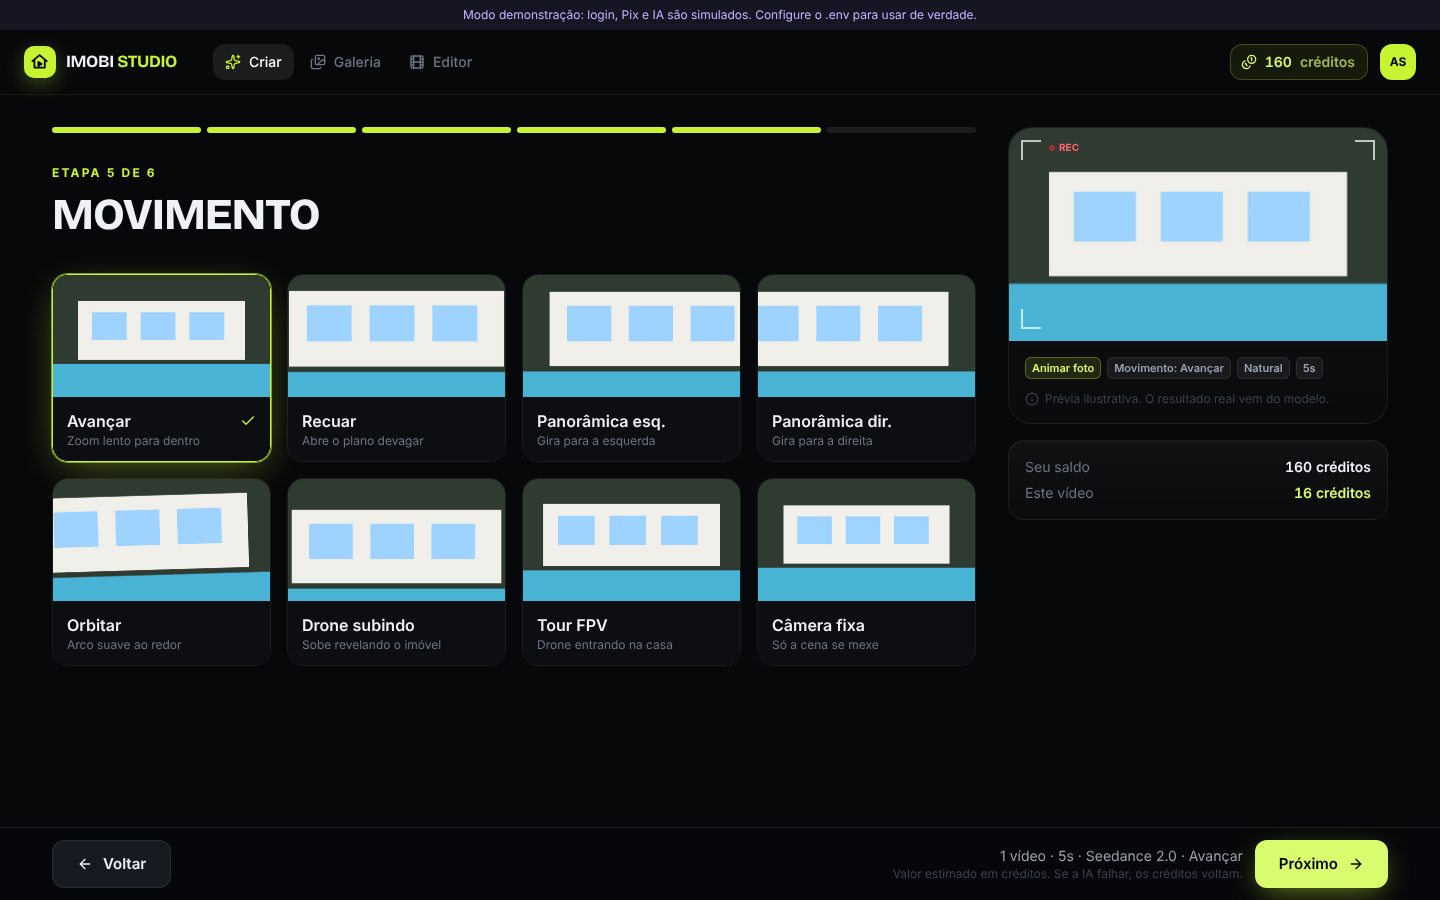 Modo demonstração: login, Pix e IA são simulados. Configure o .env para usar de verdade.
IMOBI STUDIO
Criar
Galeria
Editor
160 créditos
AS
ETAPA 5 DE 6
MOVIMENTO
Avançar
Zoom lento para dentro
Recuar
Abre o plano devagar
Panorâmica esq.
Gira para a esquerda
Panorâmica dir.
Gira para a direita
Orbitar
Arco suave ao redor
Drone subindo
Sobe revelando o imóvel
Tour FPV
Drone entrando na casa
Câmera fixa
Só a cena se mexe
REC
Animar foto
Movimento: Avançar
Natural
5s
Prévia ilustrativa. O resultado real vem do modelo.
Seu saldo 160 créditos
Este vídeo 16 créditos
Voltar
1 vídeo · 5s · Seedance 2.0 · Avançar
Valor estimado em créditos. Se a IA falhar, os créditos voltam.
Próximo